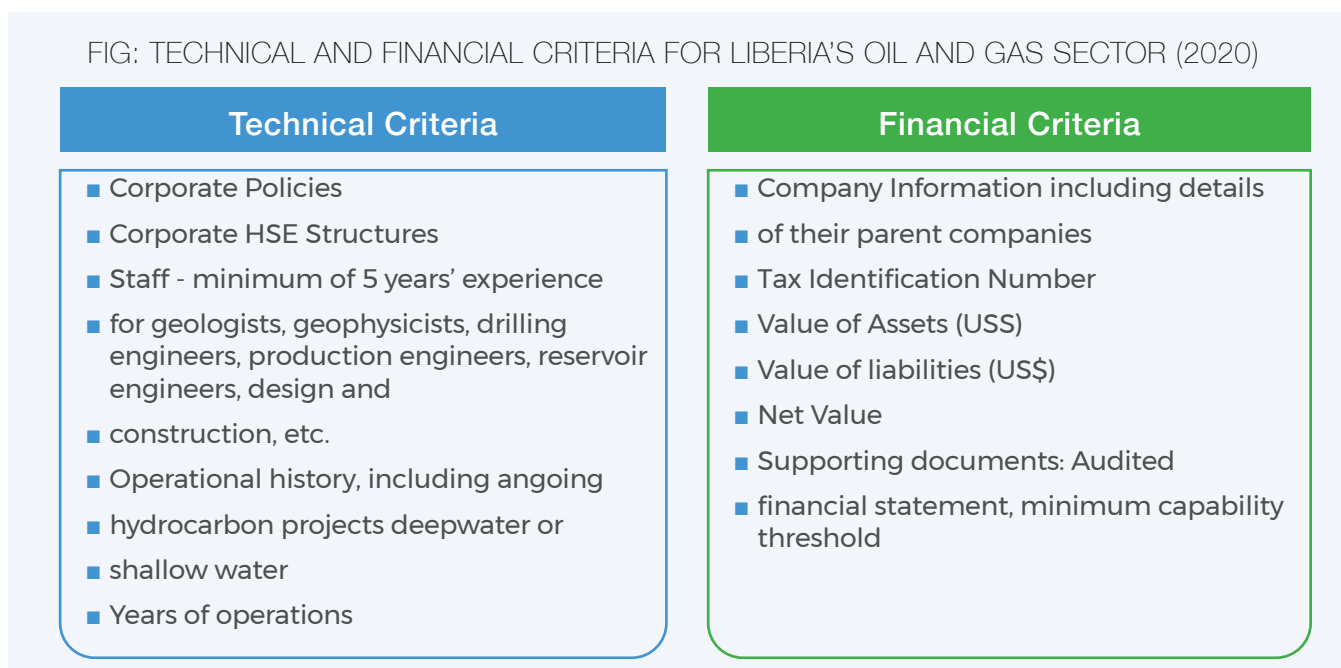 FIG: TECHNICAL AND FINANCIAL CRITERIA FOR LIBERIA'S OIL AND GAS SECTOR (2020)
Technical Criteria
■ Corporate Policies
■ Corporate HSE Structures
■ Staff - minimum of 5 years’ experience
■ for geologists, geophysicists, drilling
engineers, production engineers, reservoir
engineers, design and
■ construction, etc.
■ Operational history, including angoing
■ hydrocarbon projects deepwater or
■ shallow water
■ Years of operations
Financial Criteria
■ Company Information including details
■ of their parent companies
■ Tax Identification Number
■ Value of Assets (USS)
■ Value of liabilities (US$)
■ Net Value
■ Supporting documents: Audited
■ financial statement, minimum capability
threshold